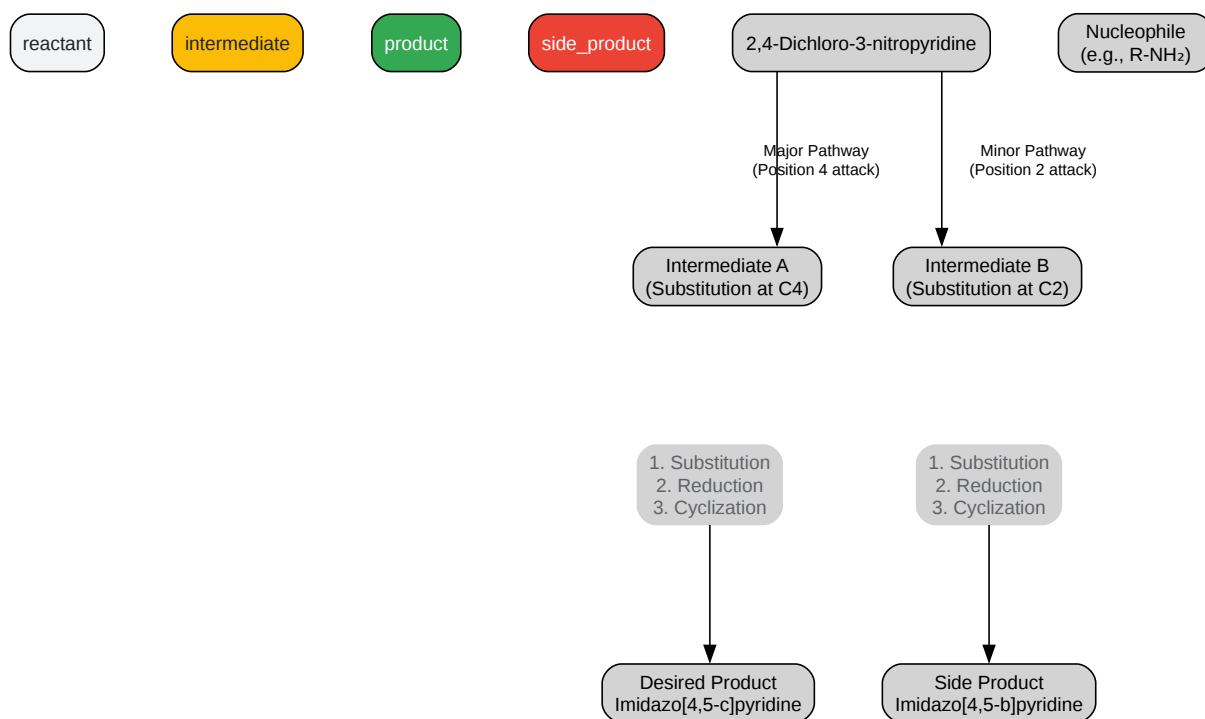 reactant
intermediate
product
side_product
2,4-Dichloro-3-nitropyridine
Nucleophile
(e.g., R-NH₂)
Major Pathway
(Position 4 attack)
Minor Pathway
(Position 2 attack)
Intermediate A
(Substitution at C4)
Intermediate B
(Substitution at C2)
1. Substitution
2. Reduction
3. Cyclization
1. Substitution
2. Reduction
3. Cyclization
Desired Product
Imidazo[4,5-c]pyridine
Side Product
Imidazo[4,5-b]pyridine